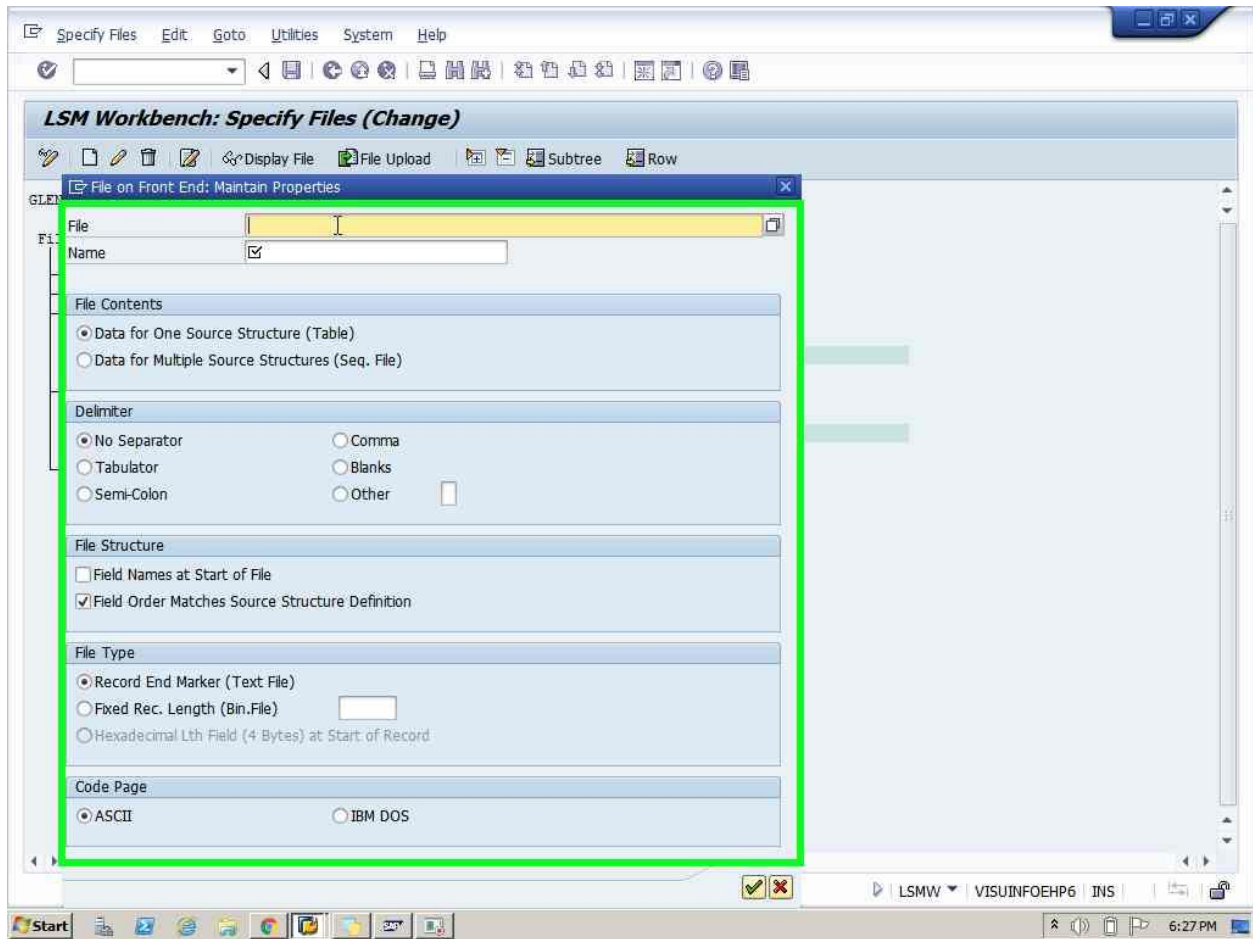 Specify Files Edit Goto Utilities System Help
LSM Workbench: Specify Files (Change)
Display File File Upload Subtree Row
File on Front End: Maintain Properties
File
Name
File Contents
Data for One Source Structure (Table)
Data for Multiple Source Structures (Seq. File)
Delimiter
No Separator Comma
Tabulator Blanks
Semi-Colon Other
File Structure
Field Names at Start of File
Field Order Matches Source Structure Definition
File Type
Record End Marker (Text File)
Fixed Rec. Length (Bin.File)
Hexadecimal Lth Field (4 Bytes) at Start of Record
Code Page
ASCII IBM DOS
LSMW VISUINFOEHP6 INS
Start 6:27 PM